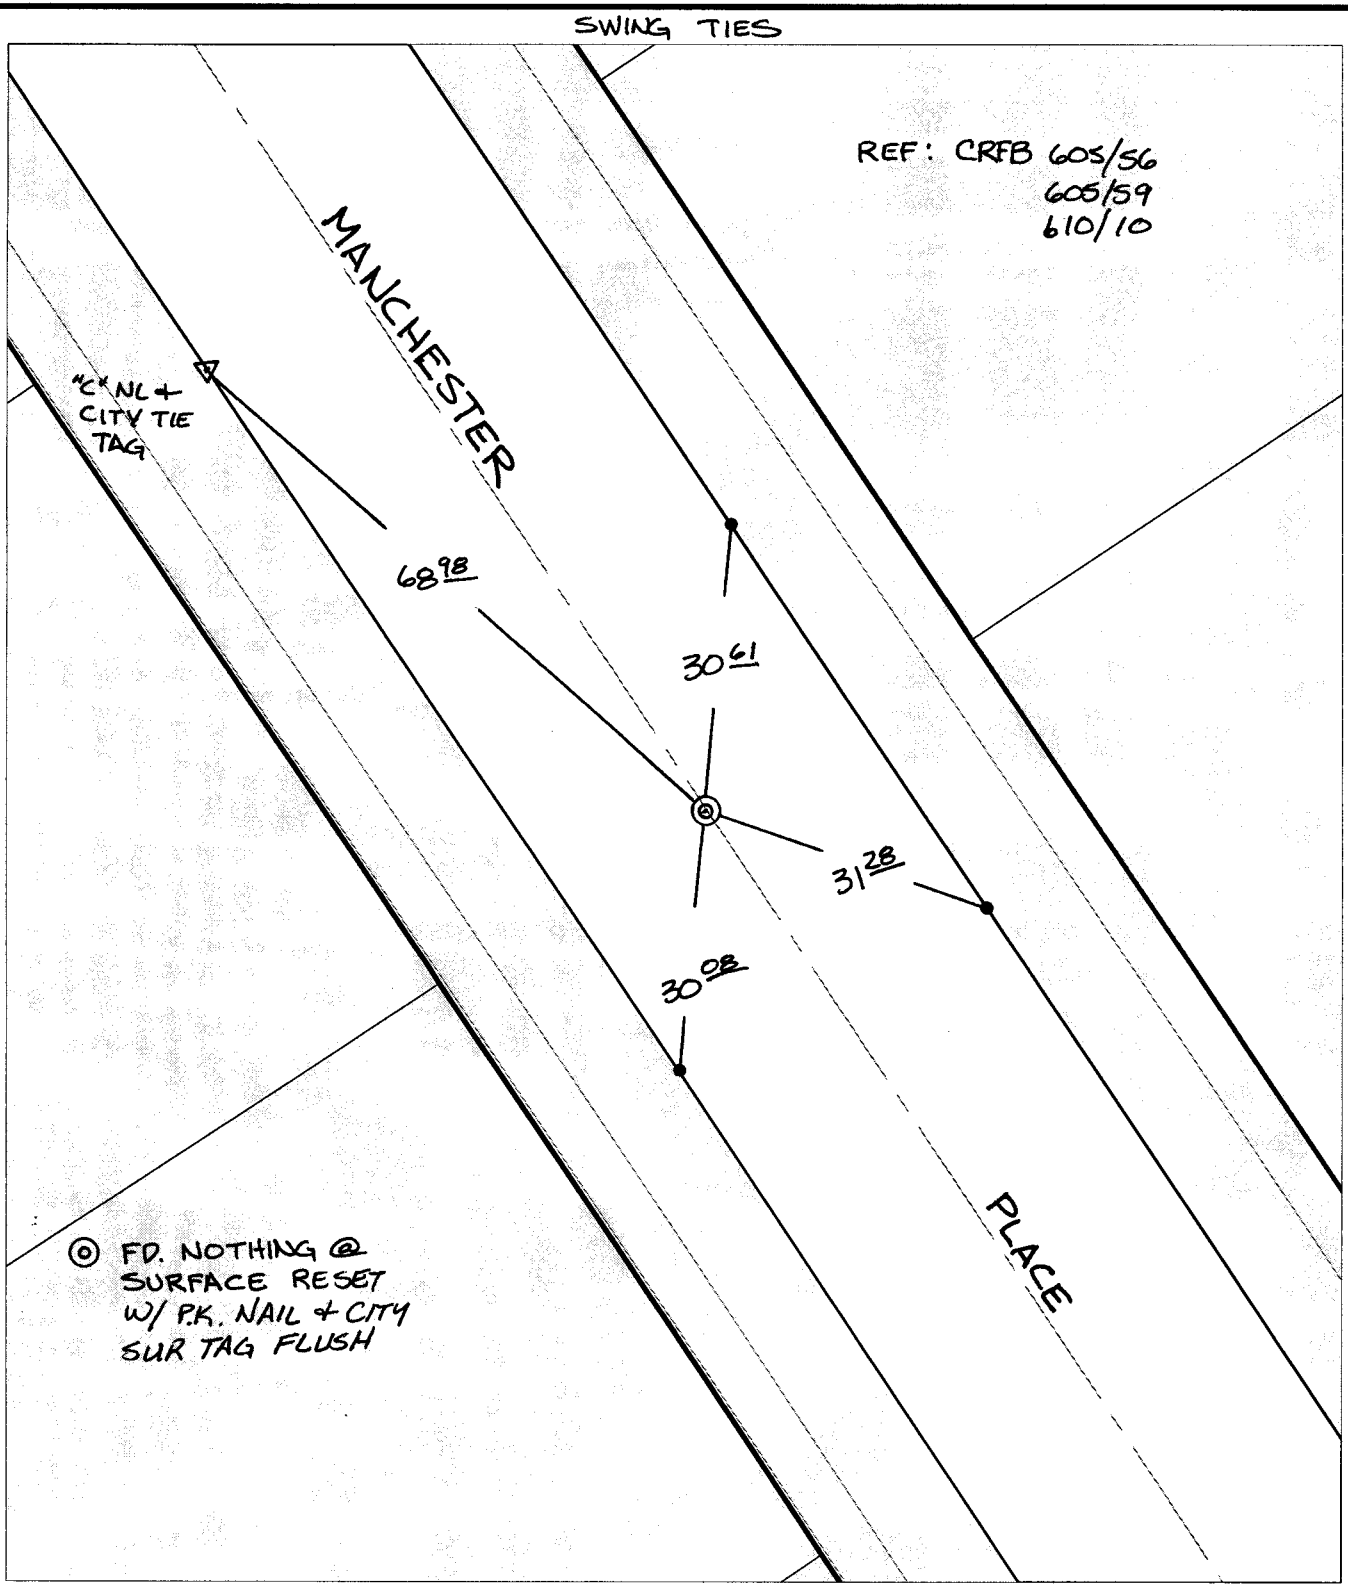 SWING TIES
REF: CRFB 605/56
605/59
610/10
MANCHESTER
"C" NL +
CITY TIE
TAG
68 98
30 61
31 28
30 08
PLACE
FD. NOTHING @
SURFACE RESET
W/ P.K. NAIL + CITY
SUR TAG FLUSH